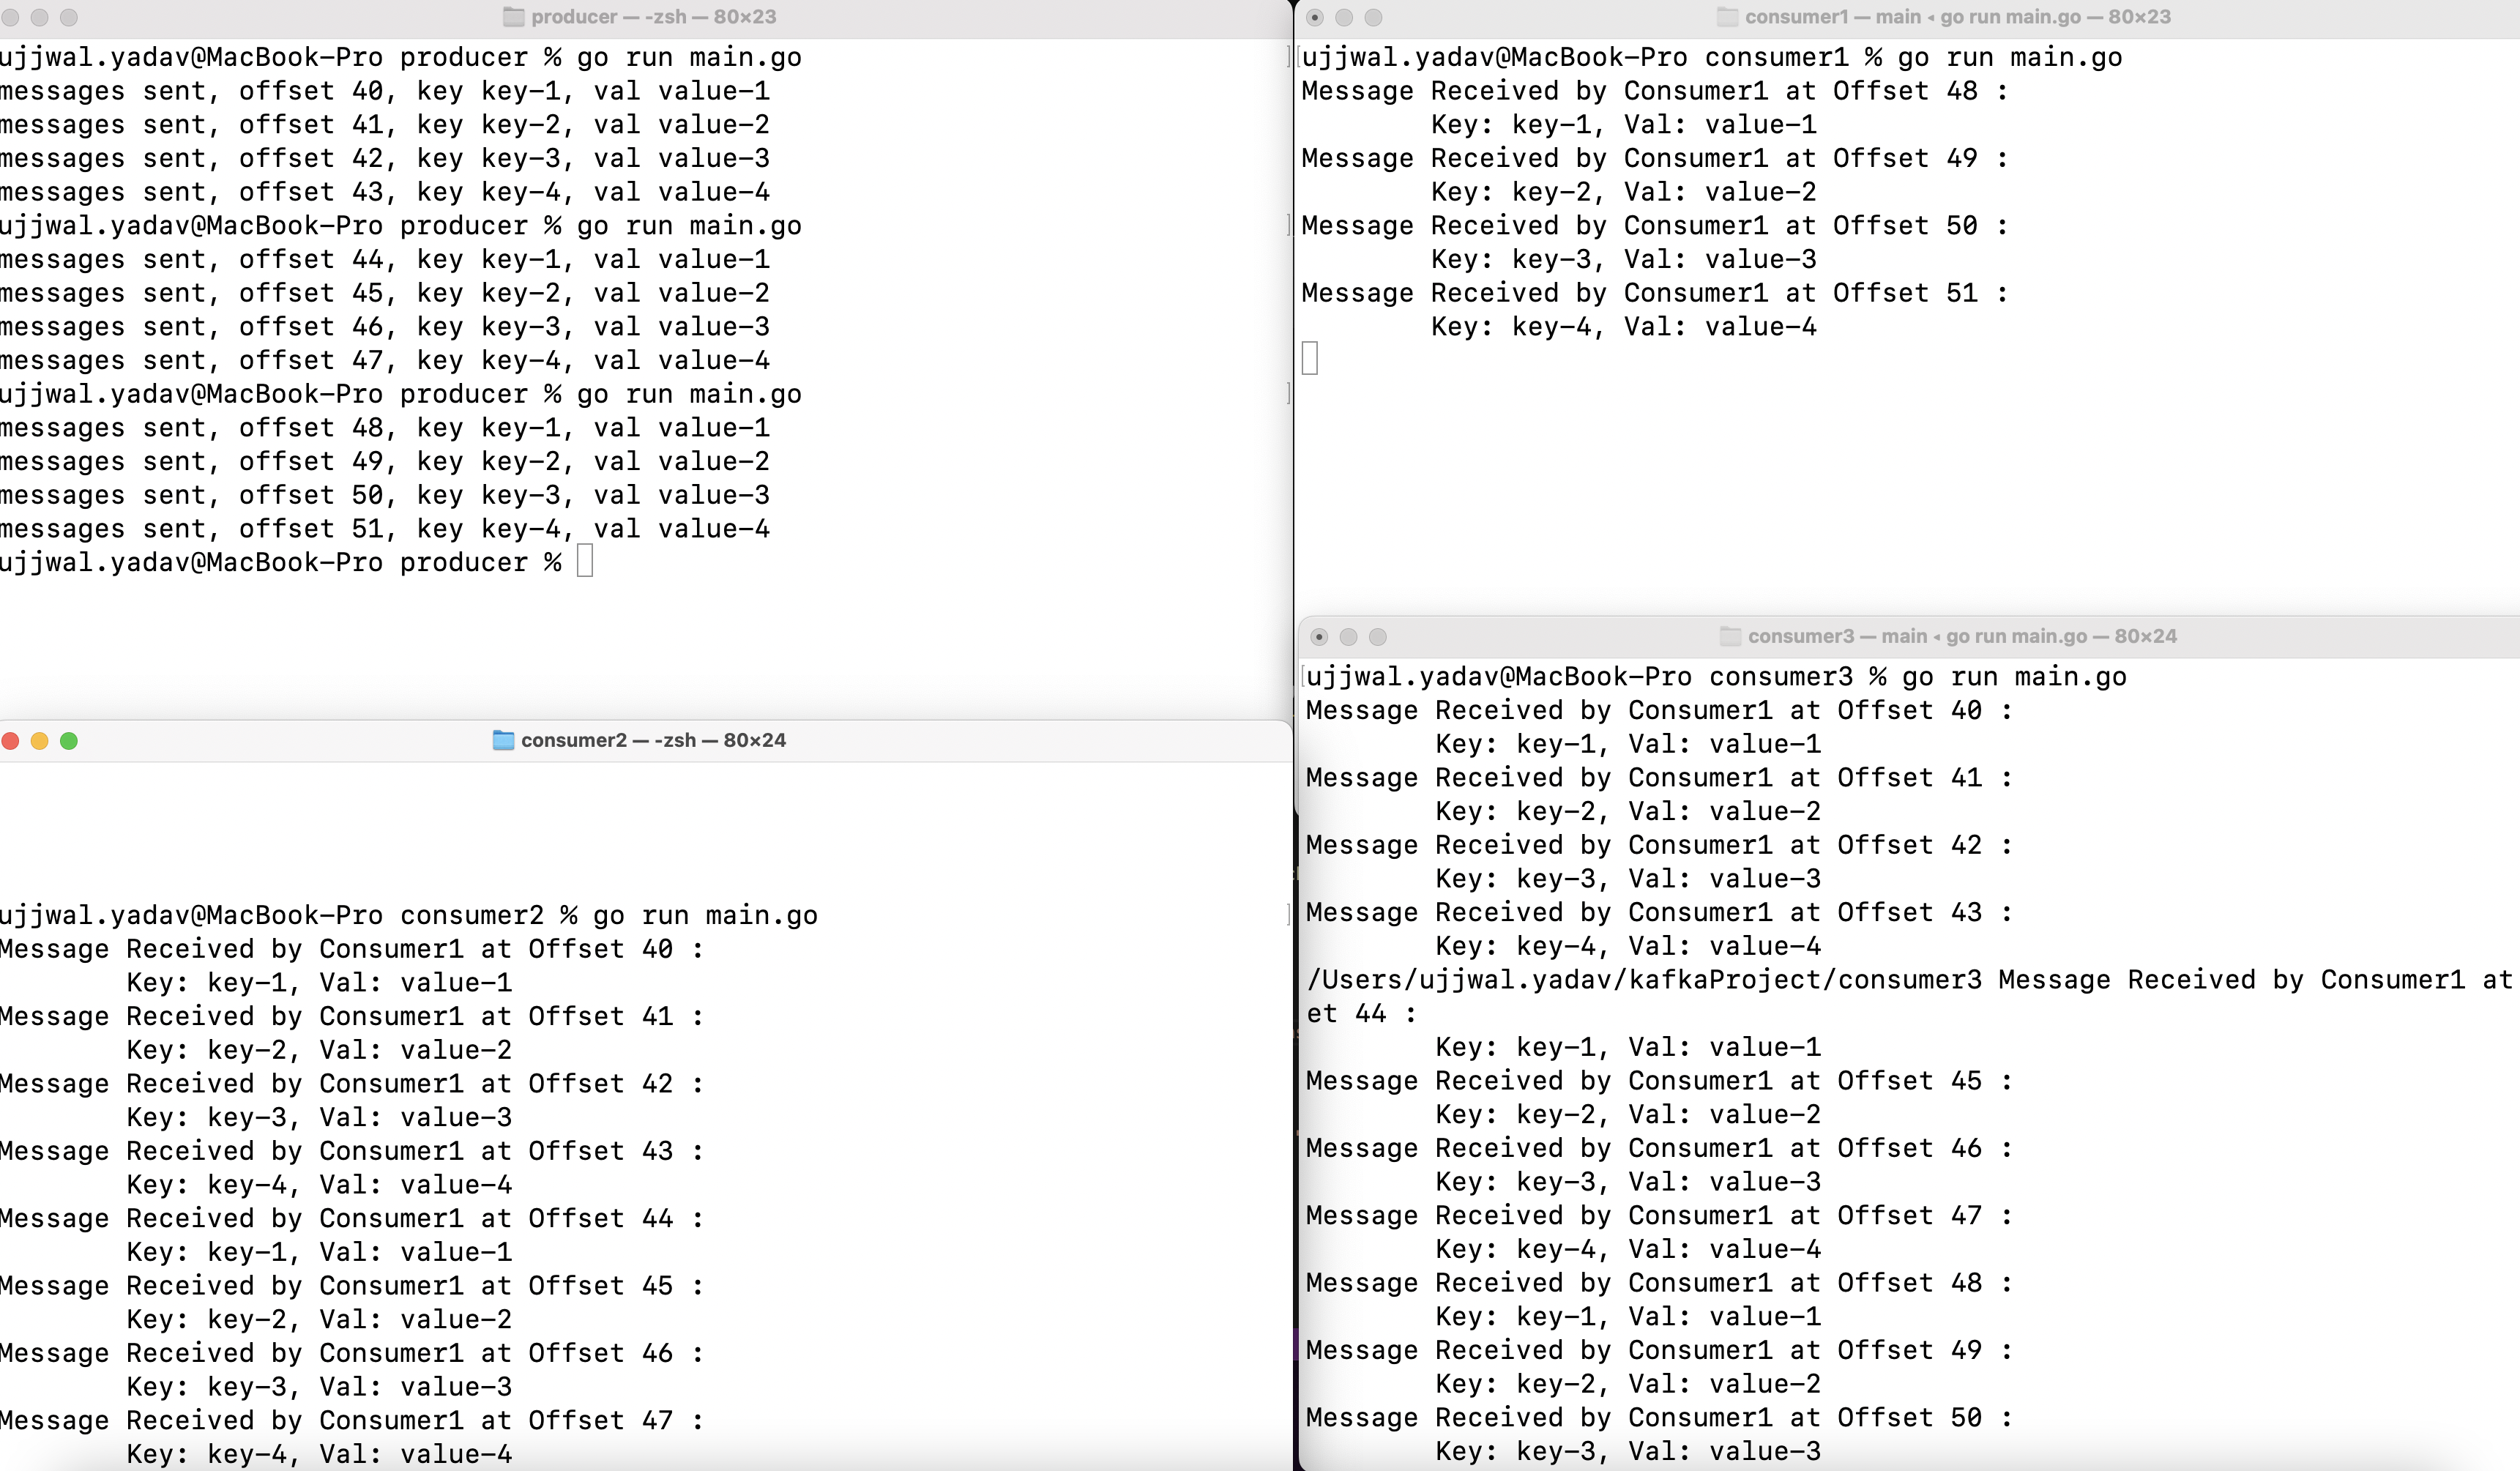 producer — -zsh — 80×23
ujjwal.yadav@MacBook-Pro producer % go run main.go
messages sent, offset 40, key key-1, val value-1
messages sent, offset 41, key key-2, val value-2
messages sent, offset 42, key key-3, val value-3
messages sent, offset 43, key key-4, val value-4
ujjwal.yadav@MacBook-Pro producer % go run main.go
messages sent, offset 44, key key-1, val value-1
messages sent, offset 45, key key-2, val value-2
messages sent, offset 46, key key-3, val value-3
messages sent, offset 47, key key-4, val value-4
ujjwal.yadav@MacBook-Pro producer % go run main.go
messages sent, offset 48, key key-1, val value-1
messages sent, offset 49, key key-2, val value-2
messages sent, offset 50, key key-3, val value-3
messages sent, offset 51, key key-4, val value-4
ujjwal.yadav@MacBook-Pro producer %
consumer1 — main ◂ go run main.go — 80×23
ujjwal.yadav@MacBook-Pro consumer1 % go run main.go
Message Received by Consumer1 at Offset 48 :
Key: key-1, Val: value-1
Message Received by Consumer1 at Offset 49 :
Key: key-2, Val: value-2
Message Received by Consumer1 at Offset 50 :
Key: key-3, Val: value-3
Message Received by Consumer1 at Offset 51 :
Key: key-4, Val: value-4
consumer2 — -zsh — 80×24
ujjwal.yadav@MacBook-Pro consumer2 % go run main.go
Message Received by Consumer1 at Offset 40 :
Key: key-1, Val: value-1
Message Received by Consumer1 at Offset 41 :
Key: key-2, Val: value-2
Message Received by Consumer1 at Offset 42 :
Key: key-3, Val: value-3
Message Received by Consumer1 at Offset 43 :
Key: key-4, Val: value-4
Message Received by Consumer1 at Offset 44 :
Key: key-1, Val: value-1
Message Received by Consumer1 at Offset 45 :
Key: key-2, Val: value-2
Message Received by Consumer1 at Offset 46 :
Key: key-3, Val: value-3
Message Received by Consumer1 at Offset 47 :
Key: key-4, Val: value-4
consumer3 — main ◂ go run main.go — 80×24
ujjwal.yadav@MacBook-Pro consumer3 % go run main.go
Message Received by Consumer1 at Offset 40 :
Key: key-1, Val: value-1
Message Received by Consumer1 at Offset 41 :
Key: key-2, Val: value-2
Message Received by Consumer1 at Offset 42 :
Key: key-3, Val: value-3
Message Received by Consumer1 at Offset 43 :
Key: key-4, Val: value-4
/Users/ujjwal.yadav/kafkaProject/consumer3 Message Received by Consumer1 at
et 44 :
Key: key-1, Val: value-1
Message Received by Consumer1 at Offset 45 :
Key: key-2, Val: value-2
Message Received by Consumer1 at Offset 46 :
Key: key-3, Val: value-3
Message Received by Consumer1 at Offset 47 :
Key: key-4, Val: value-4
Message Received by Consumer1 at Offset 48 :
Key: key-1, Val: value-1
Message Received by Consumer1 at Offset 49 :
Key: key-2, Val: value-2
Message Received by Consumer1 at Offset 50 :
Key: key-3, Val: value-3